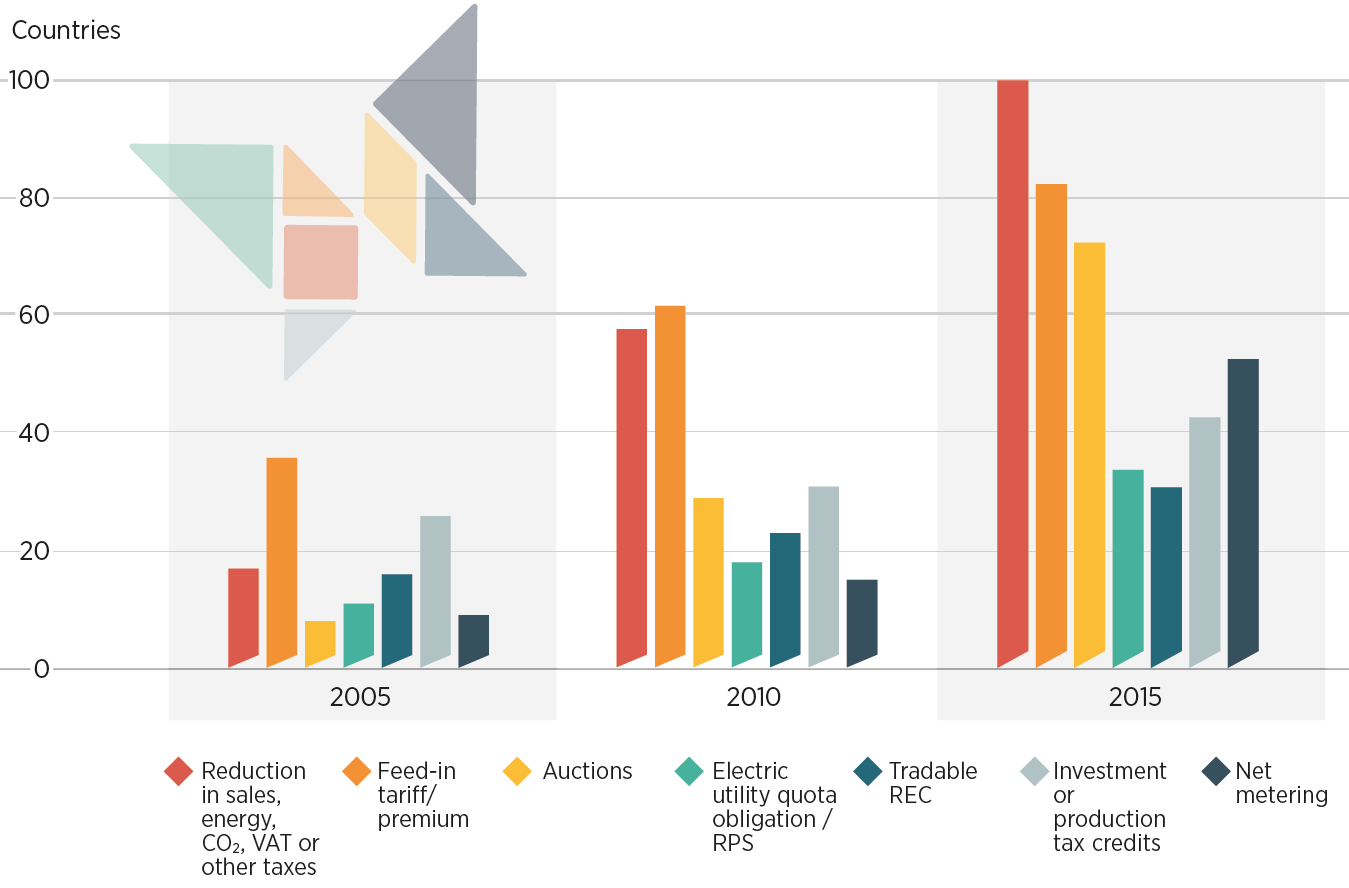 Countries
100
80
60
40
20
0
2005
2010
2015
Reduction
in sales,
energy,
CO₂, VAT or
other taxes
Feed-in
tariff/
premium
Auctions
Electric
utility quota
obligation /
RPS
Tradable
REC
Investment
or
production
tax credits
Net
metering